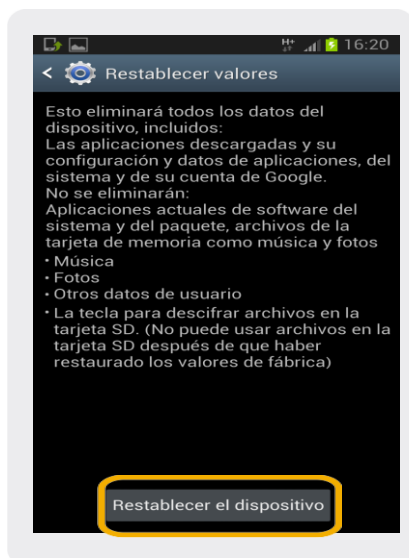 H+ 16:20
< Restablecer valores
Esto eliminará todos los datos del
dispositivo, incluidos:
Las aplicaciones descargadas y su
configuración y datos de aplicaciones, del
sistema y de su cuenta de Google.
No se eliminarán:
Aplicaciones actuales de software del
sistema y del paquete, archivos de la
tarjeta de memoria como música y fotos
• Música
• Fotos
• Otros datos de usuario
• La tecla para descifrar archivos en la
tarjeta SD. (No puede usar archivos en la
tarjeta SD después de que haber
restaurado los valores de fábrica)
Restablecer el dispositivo